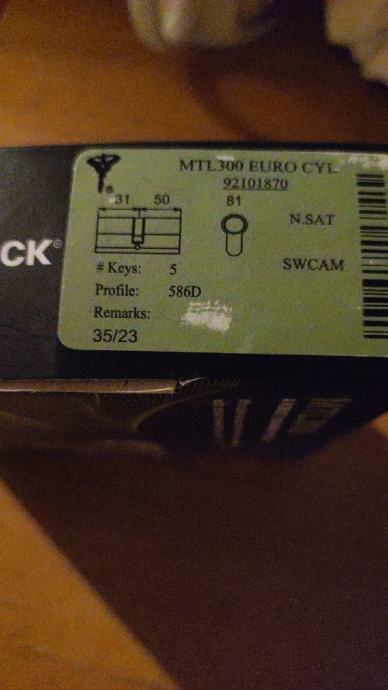 MTL300 EURO CYL
92101870
31 50 81
N.SAT
CK®
SWCAM
# Keys: 5
Profile: 586D
Remarks:
35/23